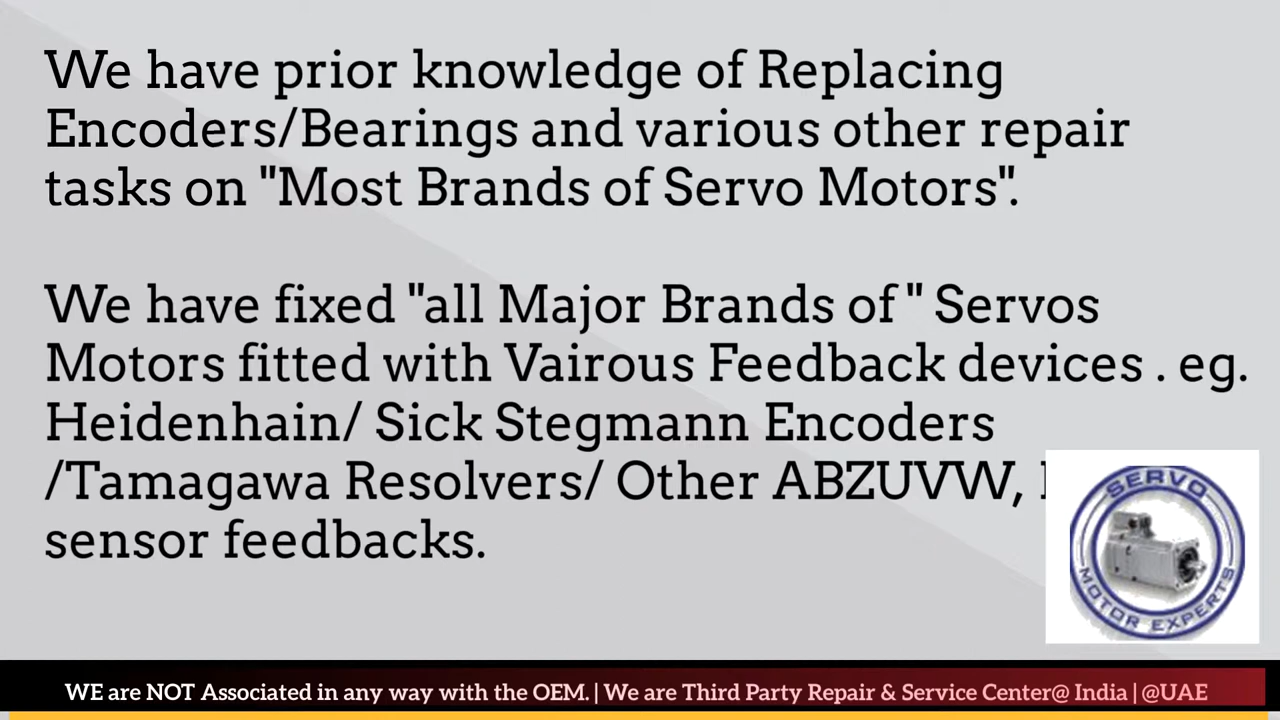 We have prior knowledge of Replacing
Encoders/Bearings and various other repair
tasks on "Most Brands of Servo Motors".
We have fixed "all Major Brands of " Servos
Motors fitted with Vairous Feedback devices . eg.
Heidenhain/ Sick Stegmann Encoders
/Tamagawa Resolvers/ Other ABZUVW,
sensor feedbacks.
SERVO
MOTOR EXPERTS
WE are NOT Associated in any way with the OEM. | We are Third Party Repair & Service Center@ India | @UAE